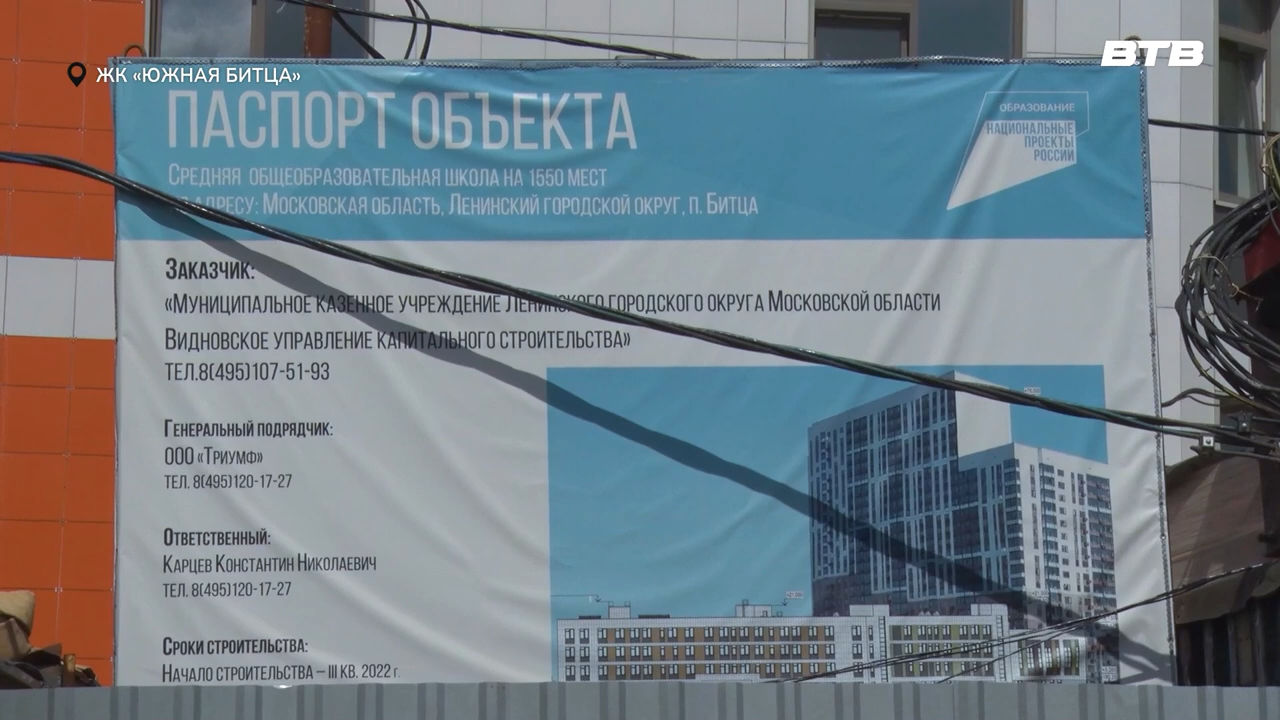 ЖК «ЮЖНАЯ БИТЦА»
ВТВ
ПАСПОРТ ОБЪЕКТА
ОБРАЗОВАНИЕ
НАЦИОНАЛЬНЫЕ
ПРОЕКТЫ
РОССИИ
Средняя общеобразовательная школа на 1550 мест
адресу: Московская область, Ленинский городской округ, п. Битца
Заказчик:
«Муниципальное казенное учреждение Ленинского городского округа Московской области
Видновское управление капитального строительства»
тел.8(495)107-51-93
Генеральный подрядчик:
ООО «Триумф»
тел. 8(495)120-17-27
Ответственный:
Карцев Константин Николаевич
тел. 8(495)120-17-27
Сроки строительства:
Начало строительства – III кв. 2022 г.